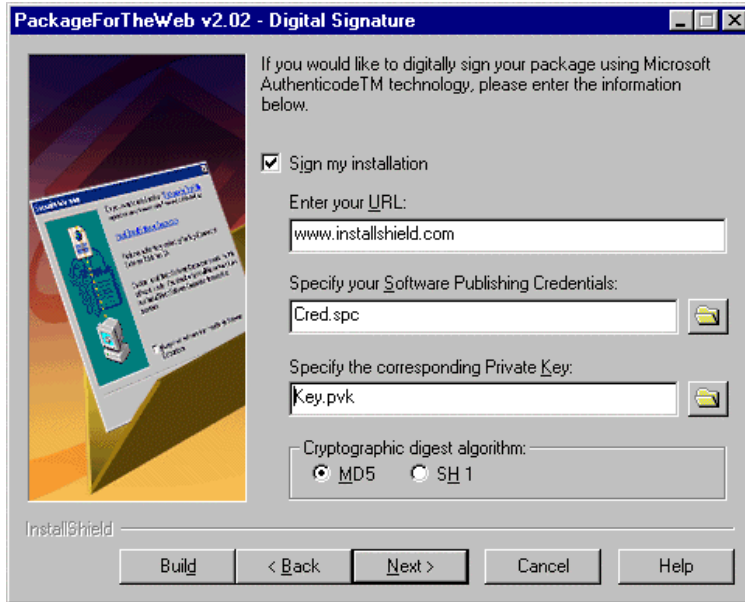 PackageForTheWeb v2.02 - Digital Signature
If you would like to digitally sign your package using Microsoft
AuthenticodeTM technology, please enter the information
below.
Sign my installation
Enter your URL:
www.installshield.com
Specify your Software Publishing Credentials:
Cred.spc
Specify the corresponding Private Key:
Key.pvk
Cryptographic digest algorithm:
MD5 SH 1
InstallShield
Build < Back Next > Cancel Help